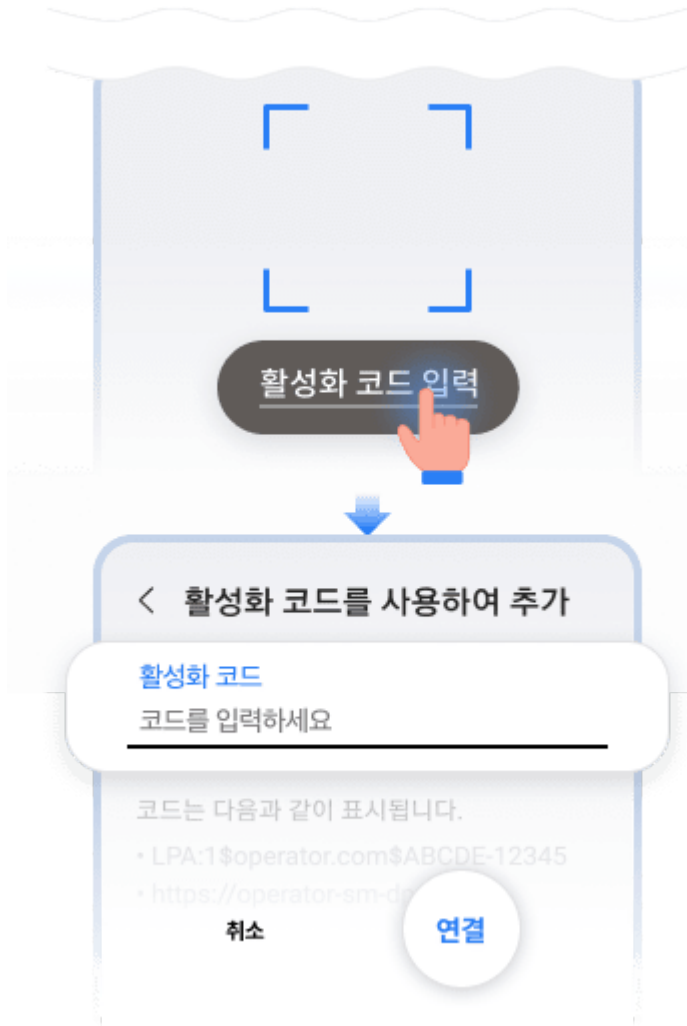 활성화 코드 입력
활성화 코드를 사용하여 추가
활성화 코드
코드를 입력하세요
코드는 다음과 같이 표시됩니다.
• LPA:1$operator.com$ABCDE-12345
• https://operator-sm-dp
취소
연결